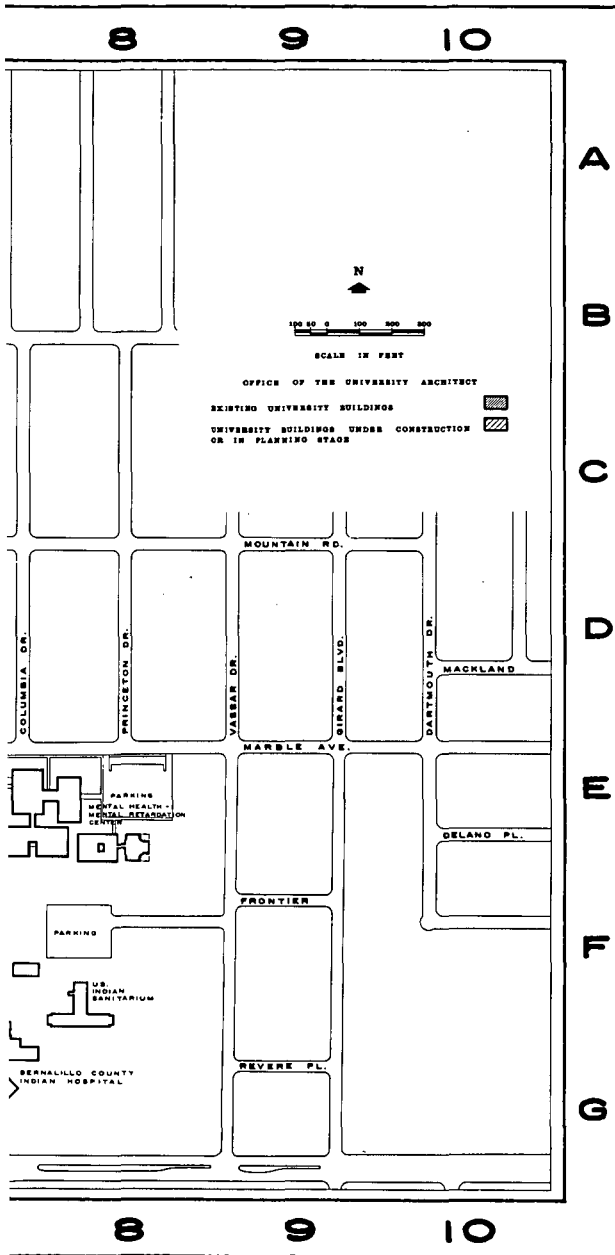 8 9 10
A
N
B
100 50 0 100 200 300
SCALE IN FEET
OFFICE OF THE UNIVERSITY ARCHITECT
EXISTING UNIVERSITY BUILDINGS
UNIVERSITY BUILDINGS UNDER CONSTRUCTION
OR IN PLANNING STAGE
C
MOUNTAIN RD.
D
COLUMBIA DR.
PRINCETON DR.
VASSAR DR.
GIRARD BLVD.
DARTMOUTH DR.
MACKLAND
MARBLE AVE.
E
PARKING
MENTAL HEALTH -
MENTAL RETARDATION
CENTER
DELANO PL.
FRONTIER
F
PARKING
U.S.
INDIAN
SANITARIUM
REVERE PL.
BERNALILLO COUNTY
INDIAN HOSPITAL
G
8 9 10